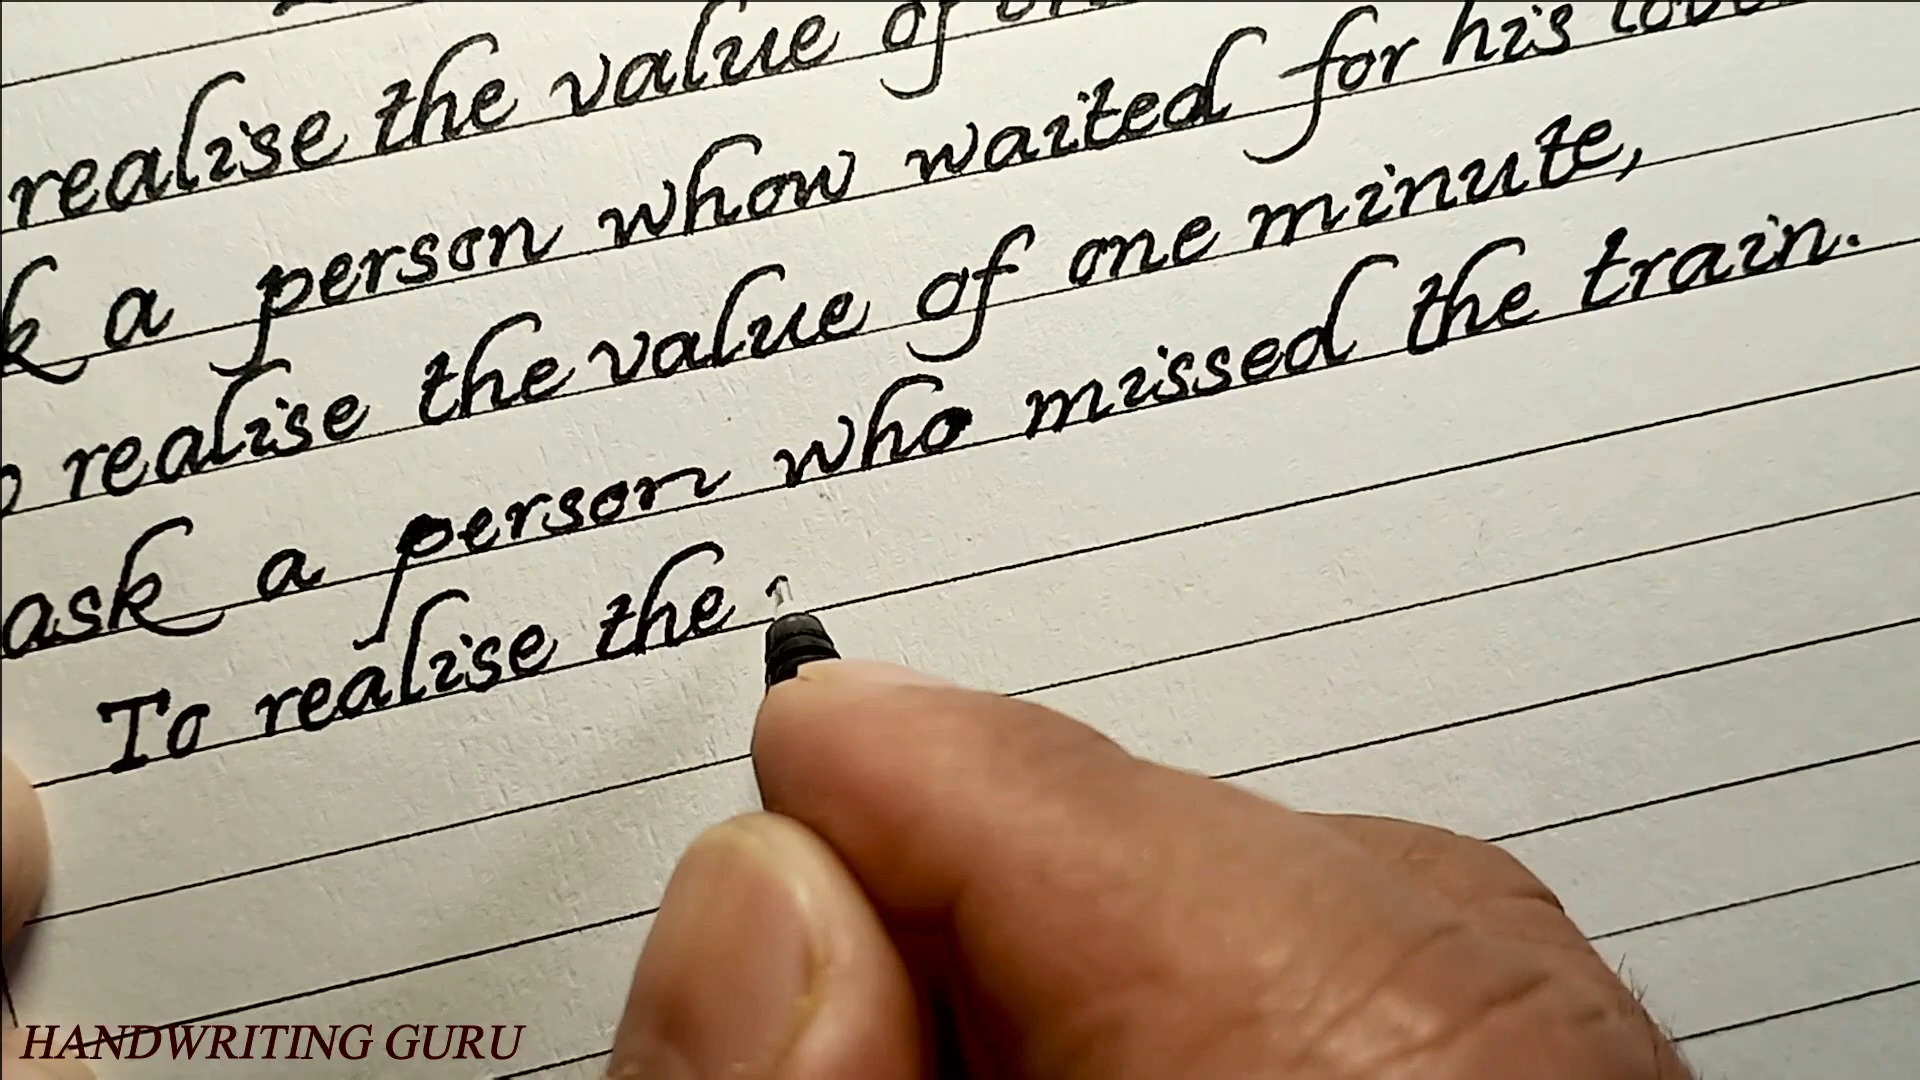 realise the value of
a person whow waited for his
realise the value of one minute,
ask a person who missed the train.
To realise the
HANDWRITING GURU